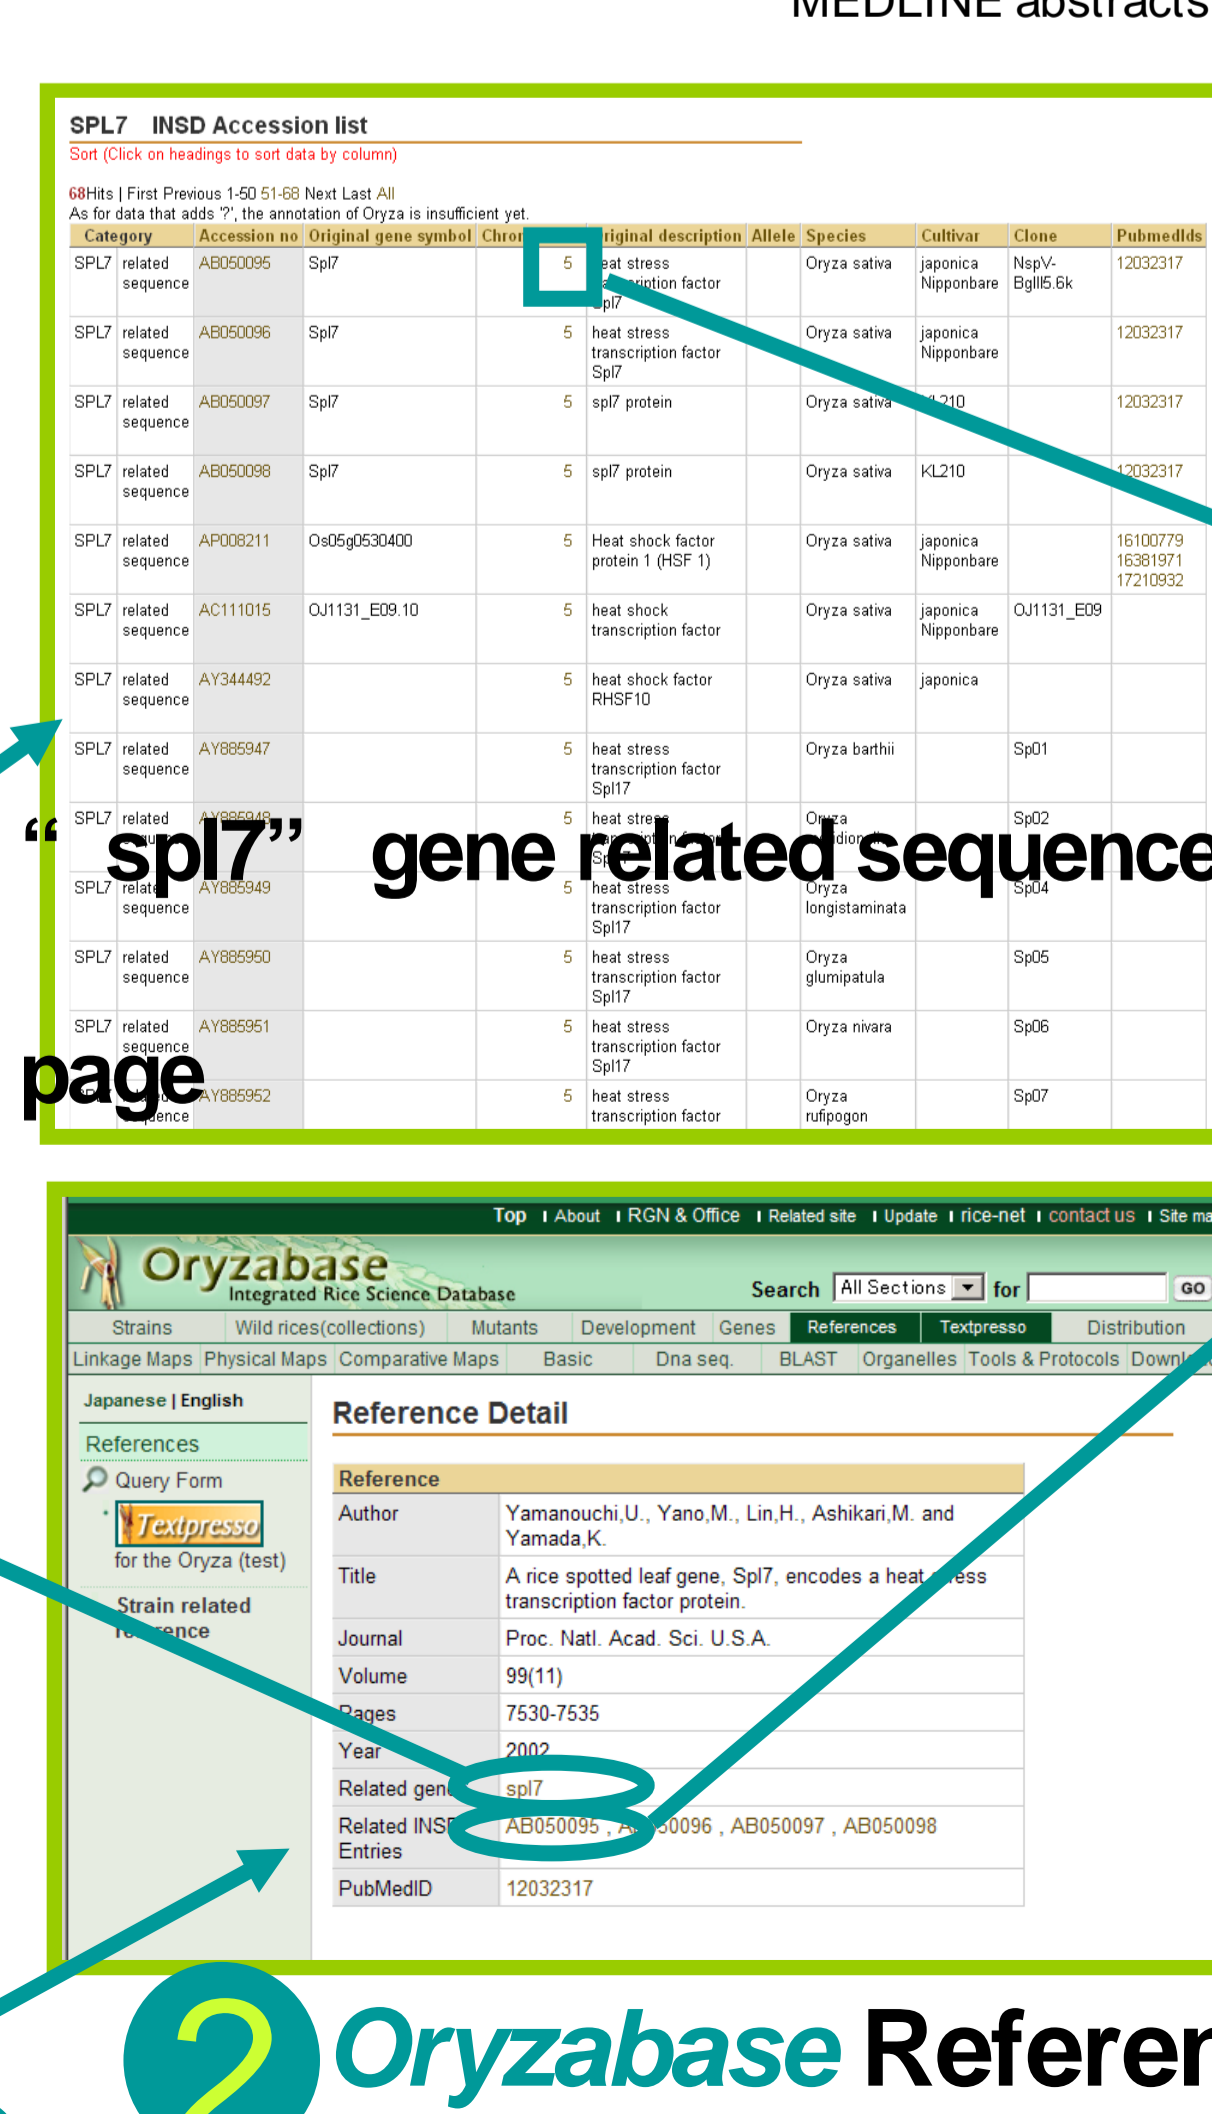 MEDLINE abstracts
SPL7 INSD Accession list
Sort (Click on headings to sort data by column)
68Hits | First Previous 1-50 51-68 Next Last All
As for data that adds '?', the annotation of Oryza is insufficient yet.
Category Accession no Original gene symbol Original description Allele Species Cultivar Clone PubmedIds
SPL7 related AB050095 Spl7 5 heat stress Oryza sativa japonica NspV- 12032317
sequence factor Nipponbare BglII5.6k
Spl7
SPL7 related AB050096 Spl7 5 heat stress Oryza sativa japonica 12032317
sequence transcription factor Nipponbare
Spl7
SPL7 related AB050097 Spl7 5 spl7 protein Oryza sativa KL210 12032317
sequence
SPL7 related AB050098 Spl7 5 spl7 protein Oryza sativa KL210 12032317
sequence
SPL7 related AP008211 Os05g0530400 5 Heat shock factor Oryza sativa japonica 16100779
sequence protein 1 (HSF 1) Nipponbare 16381971
17210932
SPL7 related AC111015 OJ1131_E09.10 5 heat shock Oryza sativa japonica OJ1131_E09
sequence transcription factor Nipponbare
SPL7 related AY344492 5 heat shock factor Oryza sativa japonica
sequence RHSF10
SPL7 related AY885947 5 heat stress Oryza barthii Sp01
sequence transcription factor
Spl17
SPL7 related AY885948 5 heat stress Oryza Sp02
“ spl7” gene related sequence
SPL7 related AY885949 5 heat stress Oryza Sp04
sequence transcription factor longistaminata
Spl17
SPL7 related AY885950 5 heat stress Oryza Sp05
sequence transcription factor glumipatula
Spl17
SPL7 related AY885951 5 heat stress Oryza nivara Sp06
sequence transcription factor
Spl17
page
SPL7 related AY885952 5 heat stress Oryza Sp07
sequence transcription factor rufipogon
Top About RGN & Office Related site Update rice-net contact us Site ma
Oryzabase
Integrated Rice Science Database
Search All Sections for GO
Strains Wild rices(collections) Mutants Development Genes References Textpresso Distribution
Linkage Maps Physical Maps Comparative Maps Basic Dna seq. BLAST Organelles Tools & Protocols Download
Japanese | English
Reference Detail
References
Query Form
Textpresso
for the Oryza (test)
Strain related
reference
Reference
Author Yamanouchi,U., Yano,M., Lin,H., Ashikari,M. and
Yamada,K.
Title A rice spotted leaf gene, Spl7, encodes a heat stress
transcription factor protein.
Journal Proc. Natl. Acad. Sci. U.S.A.
Volume 99(11)
Pages 7530-7535
Year 2002
Related gene spl7
Related INSD AB050095 , AB050096 , AB050097 , AB050098
Entries
PubMedID 12032317
2 Oryzabase Referen